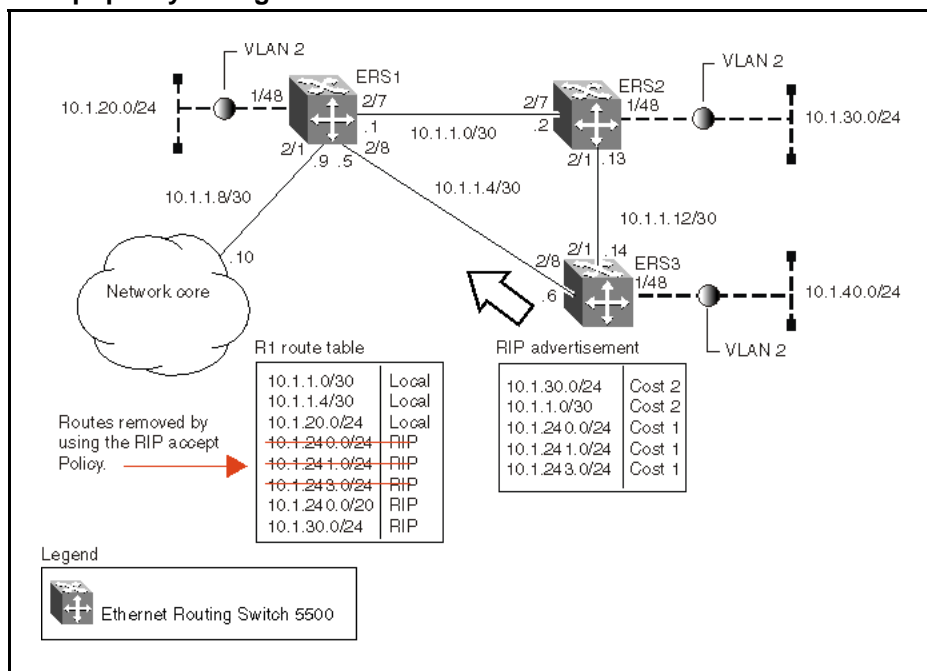 VLAN 2
ERS1
1/48
10.1.20.0/24
2/7
.1
2/8
2/1
.9
.5
10.1.1.0/30
VLAN 2
ERS2
2/7
1/48
.2
10.1.30.0/24
2/1
.13
10.1.1.4/30
10.1.1.8/30
10.1.1.12/30
.10
Network core
2/1
.14
2/8
ERS3
1/48
.6
10.1.40.0/24
VLAN 2
R1 route table
10.1.1.0/30 Local
10.1.1.4/30 Local
10.1.20.0/24 Local
10.1.240.0/24 RIP
10.1.241.0/24 RIP
10.1.243.0/24 RIP
10.1.240.0/20 RIP
10.1.30.0/24 RIP
RIP advertisement
10.1.30.0/24 Cost 2
10.1.1.0/30 Cost 2
10.1.240.0/24 Cost 1
10.1.241.0/24 Cost 1
10.1.243.0/24 Cost 1
Routes removed by
using the RIP accept
Policy.
Legend
Ethernet Routing Switch 5500